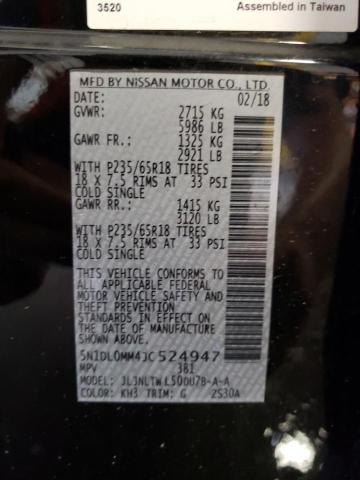 3520 Assembled in Taiwan
MFD BY NISSAN MOTOR CO., LTD.
DATE: 02/18
GVWR: 2715 KG
5986 LB
GAWR FR.: 1325 KG
2921 LB
WITH P235/65R18 TIRES
18 X 7.5 RIMS AT 33 PSI
COLD SINGLE
GAWR RR.: 1415 KG
3120 LB
WITH P235/65R18 TIRES
18 X 7.5 RIMS AT 33 PSI
COLD SINGLE
THIS VEHICLE CONFORMS TO
ALL APPLICABLE FEDERAL
MOTOR VEHICLE SAFETY
AND THEFT PREVENTION
STANDARDS IN EFFECT ON
THE DATE OF MANUFACTURE
SHOWN ABOVE.
5N1DL0MM4JC524947
MPV 381
MODEL: JL3NLTWL50UU7B-A-A
COLOR: KH3 TRIM: G 2S30A